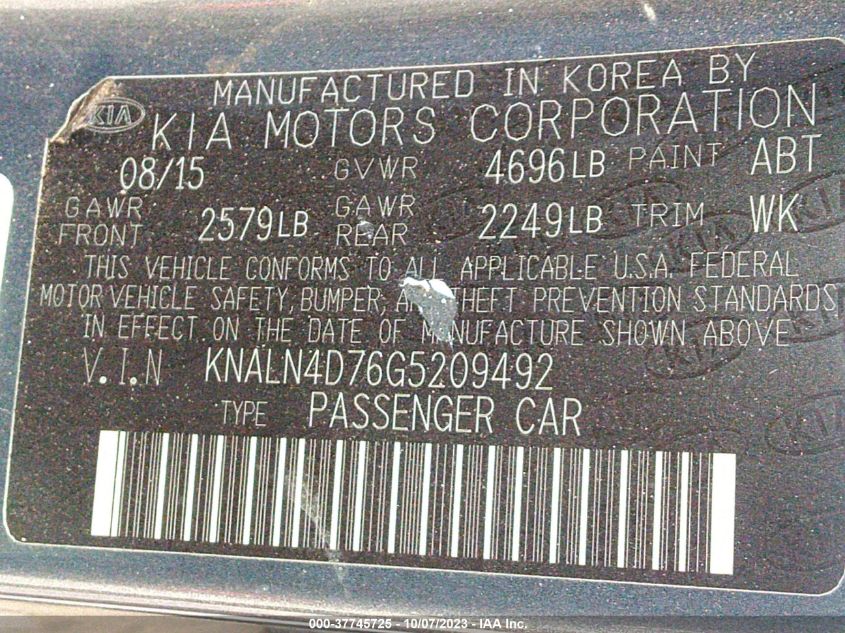 MANUFACTURED IN KOREA BY
KIA KIA MOTORS CORPORATION
08/15 GVWR 4696LB PAINT ABT
GAWR FRONT 2579LB GAWR REAR 2249LB TRIM WK
THIS VEHICLE CONFORMS TO ALL APPLICABLE U.S.A. FEDERAL
MOTOR VEHICLE SAFETY, BUMPER, AND THEFT PREVENTION STANDARDS
IN EFFECT ON THE DATE OF MANUFACTURE SHOWN ABOVE
V.I.N KNALN4D76G5209492
TYPE PASSENGER CAR
000-37745725 - 10/07/2023 - IAA Inc.